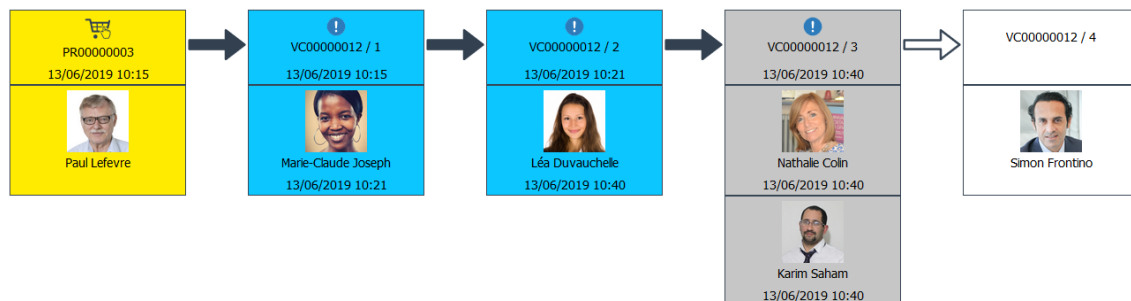 PR00000003
13/06/2019 10:15
Paul Lefevre
VC00000012 / 1
13/06/2019 10:15
Marie-Claude Joseph
13/06/2019 10:21
VC00000012 / 2
13/06/2019 10:21
Léa Duvauchelle
13/06/2019 10:40
VC00000012 / 3
13/06/2019 10:40
Nathalie Colin
13/06/2019 10:40
Karim Saham
13/06/2019 10:40
VC00000012 / 4
Simon Frontino